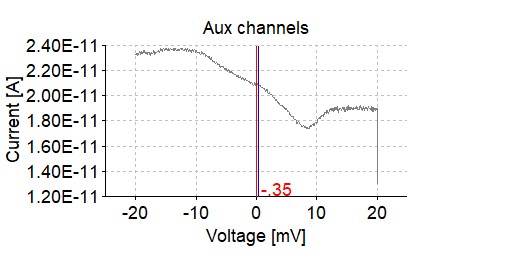 Aux channels
2.40E-11
2.20E-11
2.00E-11
1.80E-11
1.60E-11
1.40E-11
1.20E-11
Current [A]
-.35
-20 -10 0 10 20
Voltage [mV]